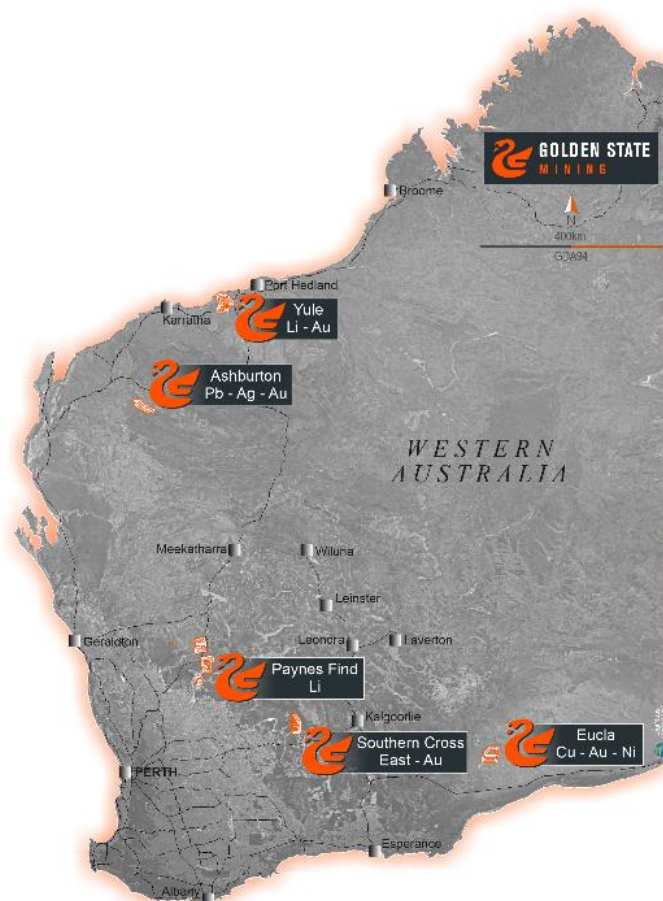 GOLDEN STATE
MINING
Broome
N
400km
GDA94
Port Hedland
Karratha
Yule
Li - Au
Ashburton
Pb - Ag - Au
WESTERN
AUSTRALIA
Meekatharra
Wiluna
Leinster
Geraldton
Leonora
Laverton
Paynes Find
Li
Kalgoorlie
Southern Cross
East - Au
Eucla
Cu - Au - Ni
PERTH
Esperance
Albany